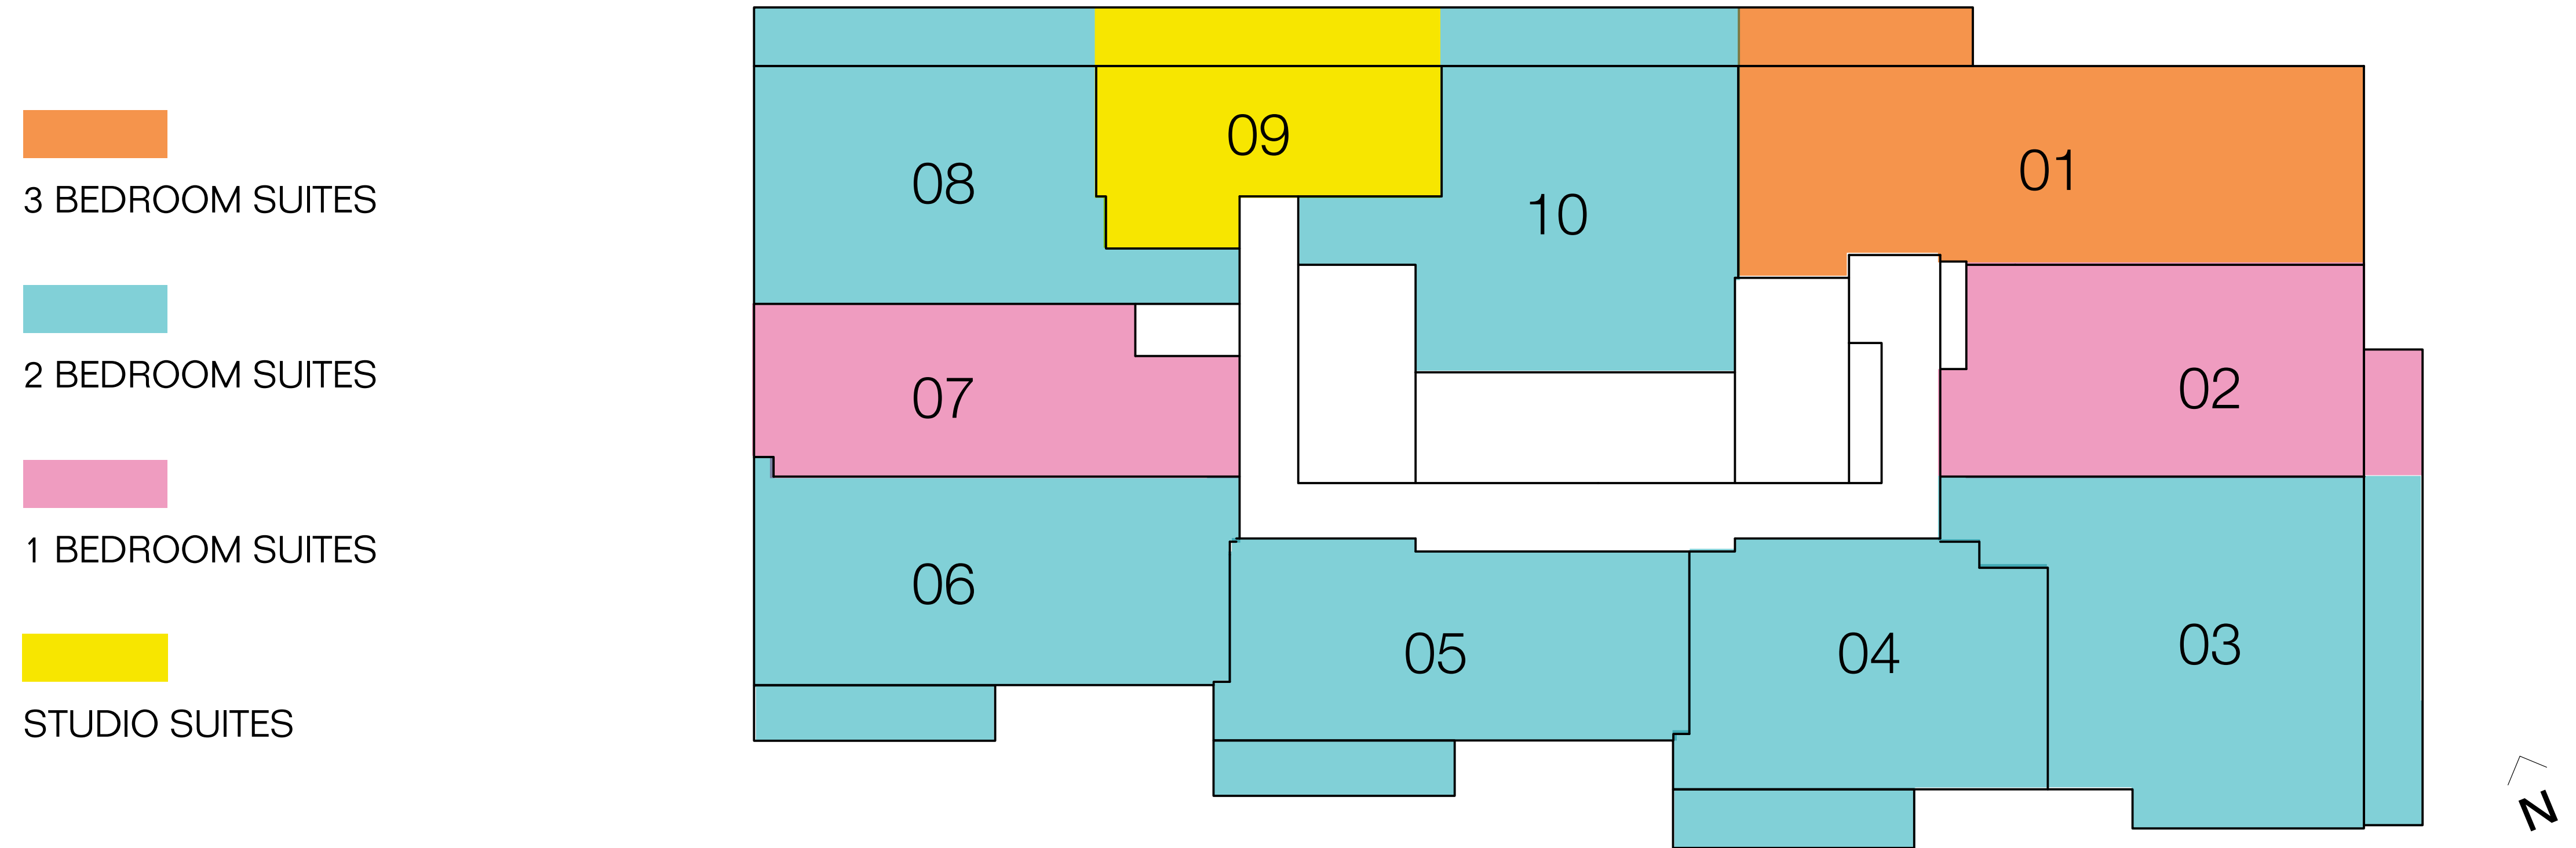 3 BEDROOM SUITES
2 BEDROOM SUITES
1 BEDROOM SUITES
STUDIO SUITES
08
09
10
01
07
02
06
05
04
03
N